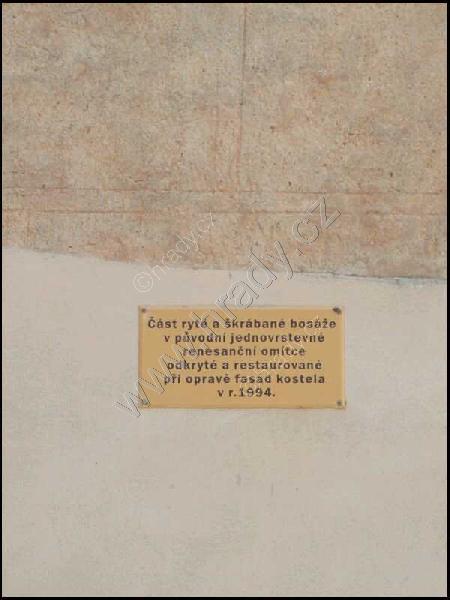 Část ryté a škrábané bosáže
v původní jednovrstevné
renesanční omítce
odkryté a restaurované
při opravě fasád kostela
v r. 1994.
©hrady.cz
www.hrady.cz